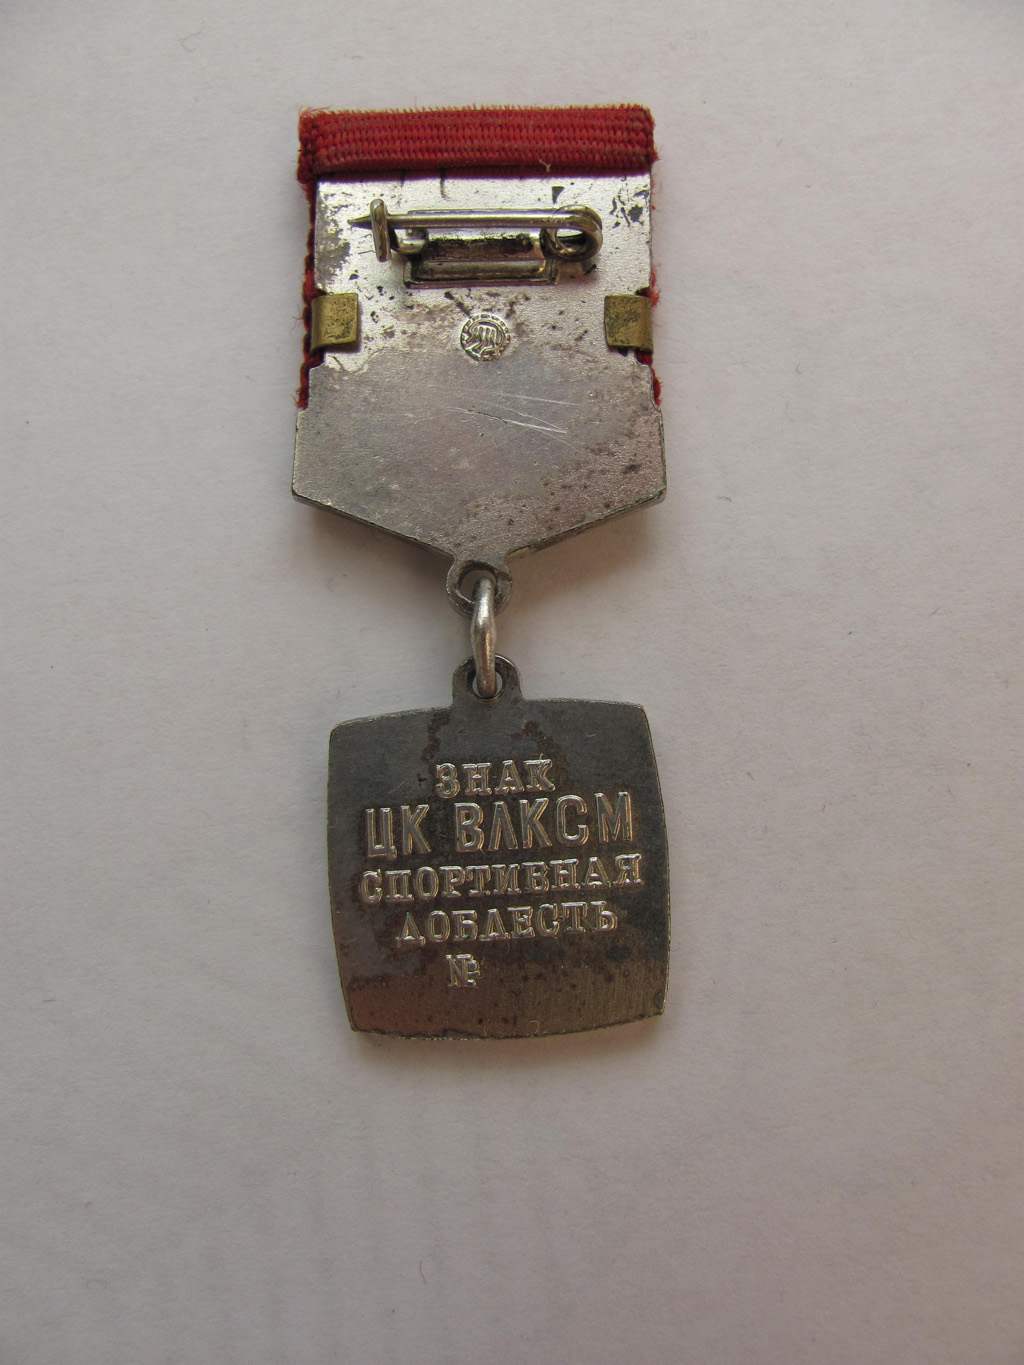 ЗНАК
ЦК ВЛКСМ
СПОРТИВНАЯ
ДОБЛЕСТЬ
№